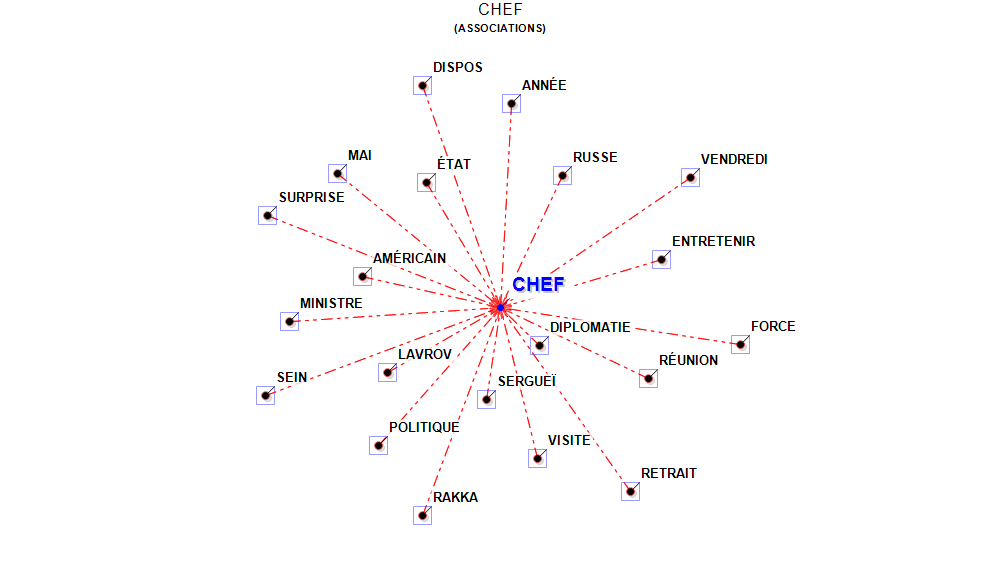 CHEF
(ASSOCIATIONS)
DISPOS
ANNÉE
MAI
ÉTAT
RUSSE
VENDREDI
SURPRISE
ENTRETENIR
AMÉRICAIN
CHEF
MINISTRE
DIPLOMATIE
FORCE
LAVROV
RÉUNION
SEIN
SERGUEÏ
POLITIQUE
VISITE
RETRAIT
RAKKA